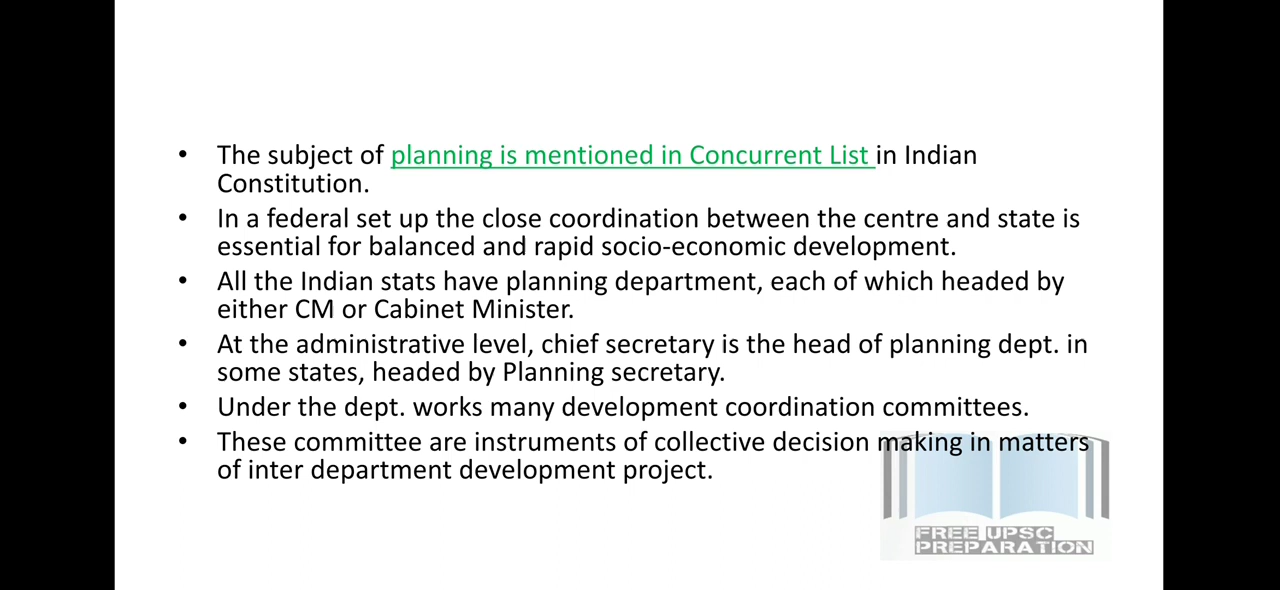 • The subject of planning is mentioned in Concurrent List in Indian
Constitution.
• In a federal set up the close coordination between the centre and state is
essential for balanced and rapid socio-economic development.
• All the Indian stats have planning department, each of which headed by
either CM or Cabinet Minister.
• At the administrative level, chief secretary is the head of planning dept. in
some states, headed by Planning secretary.
• Under the dept. works many development coordination committees.
• These committee are instruments of collective decision making in matters
of inter department development project.
FREE UPSC
PREPARATION